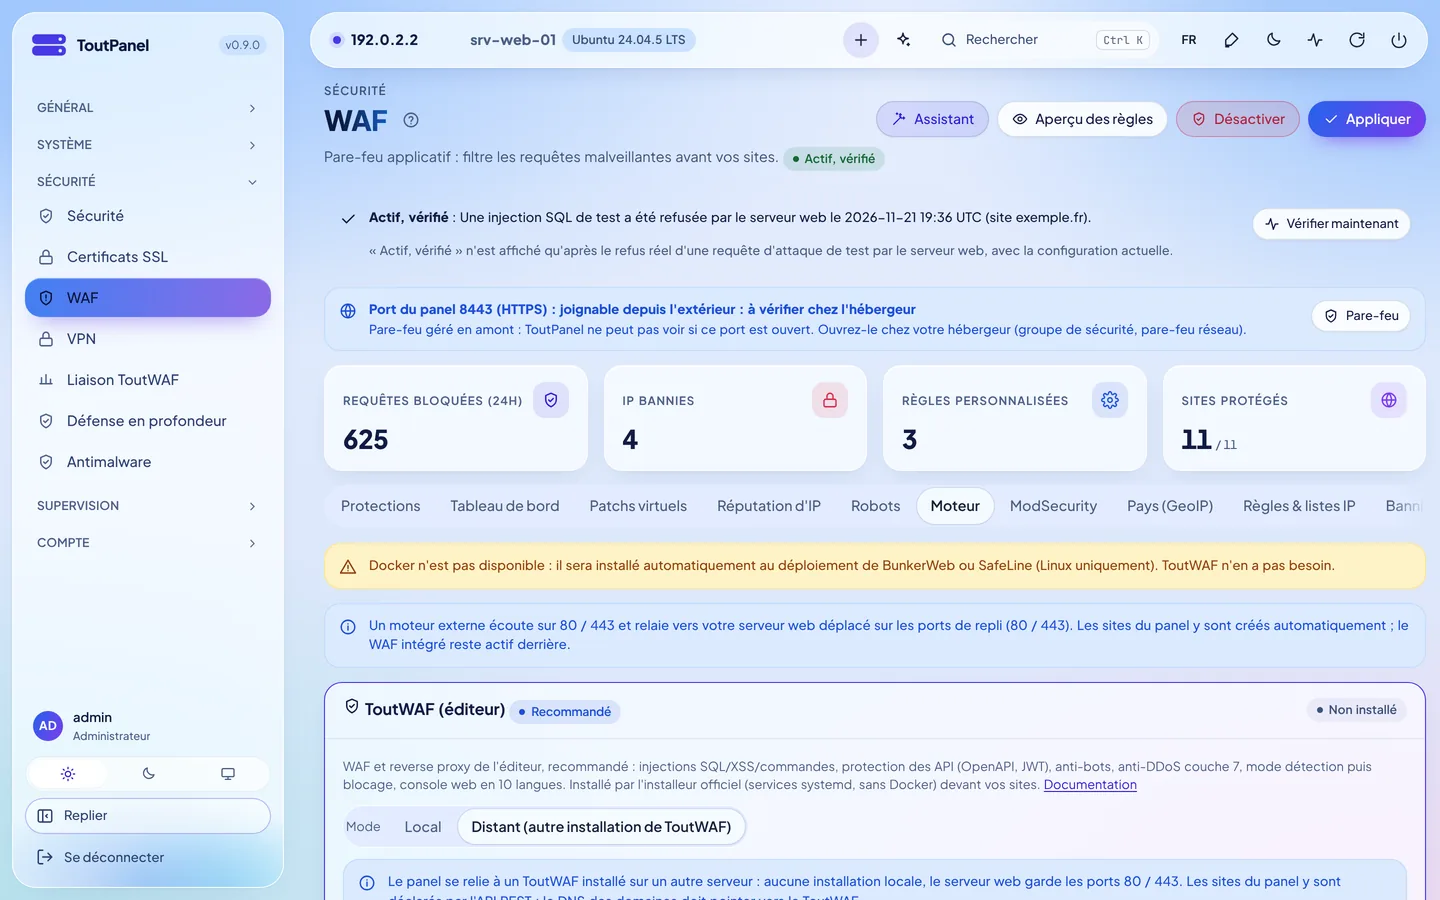 ToutPanel
v0.9.0
GÉNÉRAL
SYSTÈME
SÉCURITÉ
Sécurité
Certificats SSL
WAF
VPN
Liaison ToutWAF
Défense en profondeur
Antimalware
SUPERVISION
COMPTE
AD
admin
Administrateur
Replier
Se déconnecter
192.0.2.2
srv-web-01
Ubuntu 24.04.5 LTS
Rechercher
Ctrl K
FR
SÉCURITÉ
WAF
Assistant
Aperçu des règles
Désactiver
Appliquer
Pare-feu applicatif : filtre les requêtes malveillantes avant vos sites.
Actif, vérifié
Actif, vérifié : Une injection SQL de test a été refusée par le serveur web le 2026-11-21 19:36 UTC (site exemple.fr).
« Actif, vérifié » n'est affiché qu'après le refus réel d'une requête d'attaque de test par le serveur web, avec la configuration actuelle.
Vérifier maintenant
Port du panel 8443 (HTTPS) : joignable depuis l'extérieur : à vérifier chez l'hébergeur
Pare-feu géré en amont : ToutPanel ne peut pas voir si ce port est ouvert. Ouvrez-le chez votre hébergeur (groupe de sécurité, pare-feu réseau).
Pare-feu
REQUÊTES BLOQUÉES (24H)
625
IP BANNIES
4
RÈGLES PERSONNALISÉES
3
SITES PROTÉGÉS
11 / 11
Protections
Tableau de bord
Patchs virtuels
Réputation d'IP
Robots
Moteur
ModSecurity
Pays (GeoIP)
Règles & listes IP
Bann
Docker n'est pas disponible : il sera installé automatiquement au déploiement de BunkerWeb ou SafeLine (Linux uniquement). ToutWAF n'en a pas besoin.
Un moteur externe écoute sur 80 / 443 et relaie vers votre serveur web déplacé sur les ports de repli (80 / 443). Les sites du panel y sont créés automatiquement ; le
WAF intégré reste actif derrière.
ToutWAF (éditeur)
Recommandé
Non installé
WAF et reverse proxy de l'éditeur, recommandé : injections SQL/XSS/commandes, protection des API (OpenAPI, JWT), anti-bots, anti-DDoS couche 7, mode détection puis
blocage, console web en 10 langues. Installé par l'installeur officiel (services systemd, sans Docker) devant vos sites. Documentation
Mode
Local
Distant (autre installation de ToutWAF)
Le panel se relie à un ToutWAF installé sur un autre serveur : aucune installation locale, le serveur web garde les ports 80 / 443. Les sites du panel y sont
déclarés par l'API REST ; le DNS des domaines doit pointer vers le ToutWAF.